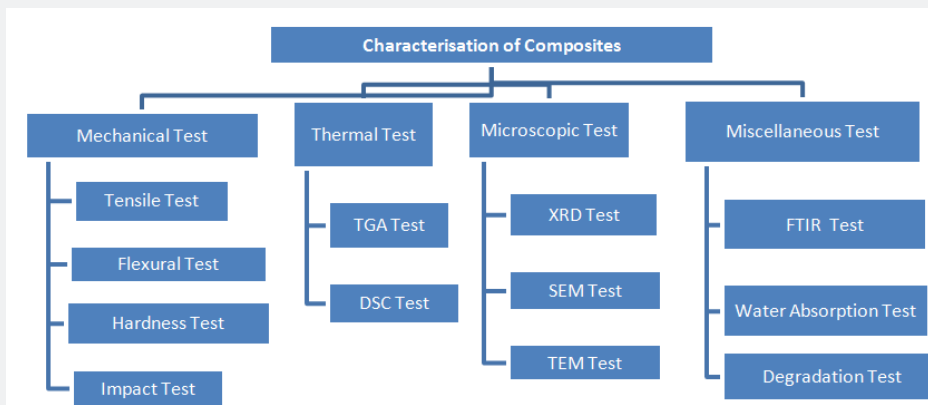 Characterisation of Composites
Mechanical Test
Tensile Test
Flexural Test
Hardness Test
Impact Test
Thermal Test
TGA Test
DSC Test
Microscopic Test
XRD Test
SEM Test
TEM Test
Miscellaneous Test
FTIR Test
Water Absorption Test
Degradation Test